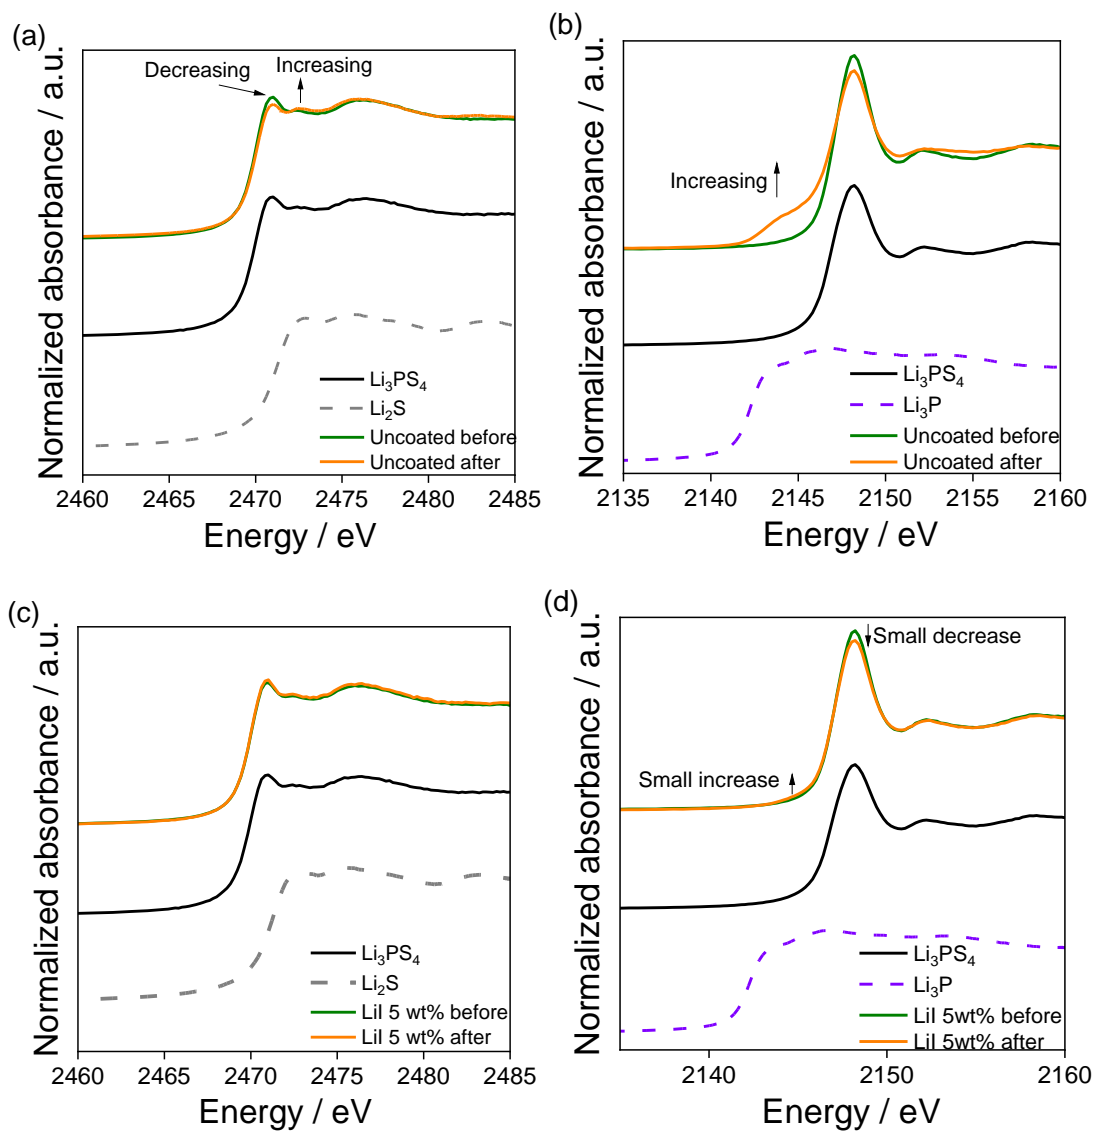 (a)
Normalized absorbance / a.u.
Decreasing
Increasing
Li₃PS₄
Li₂S
Uncoated before
Uncoated after
2460 2465 2470 2475 2480 2485
Energy / eV
(b)
Normalized absorbance / a.u.
Increasing
Li₃PS₄
Li₃P
Uncoated before
Uncoated after
2135 2140 2145 2150 2155 2160
Energy / eV
(c)
Normalized absorbance / a.u.
Li₃PS₄
Li₂S
LiI 5 wt% before
LiI 5 wt% after
2460 2465 2470 2475 2480 2485
Energy / eV
(d)
Normalized absorbance / a.u.
Small decrease
Small increase
Li₃PS₄
Li₃P
LiI 5wt% before
LiI 5wt% after
2140 2150 2160
Energy / eV